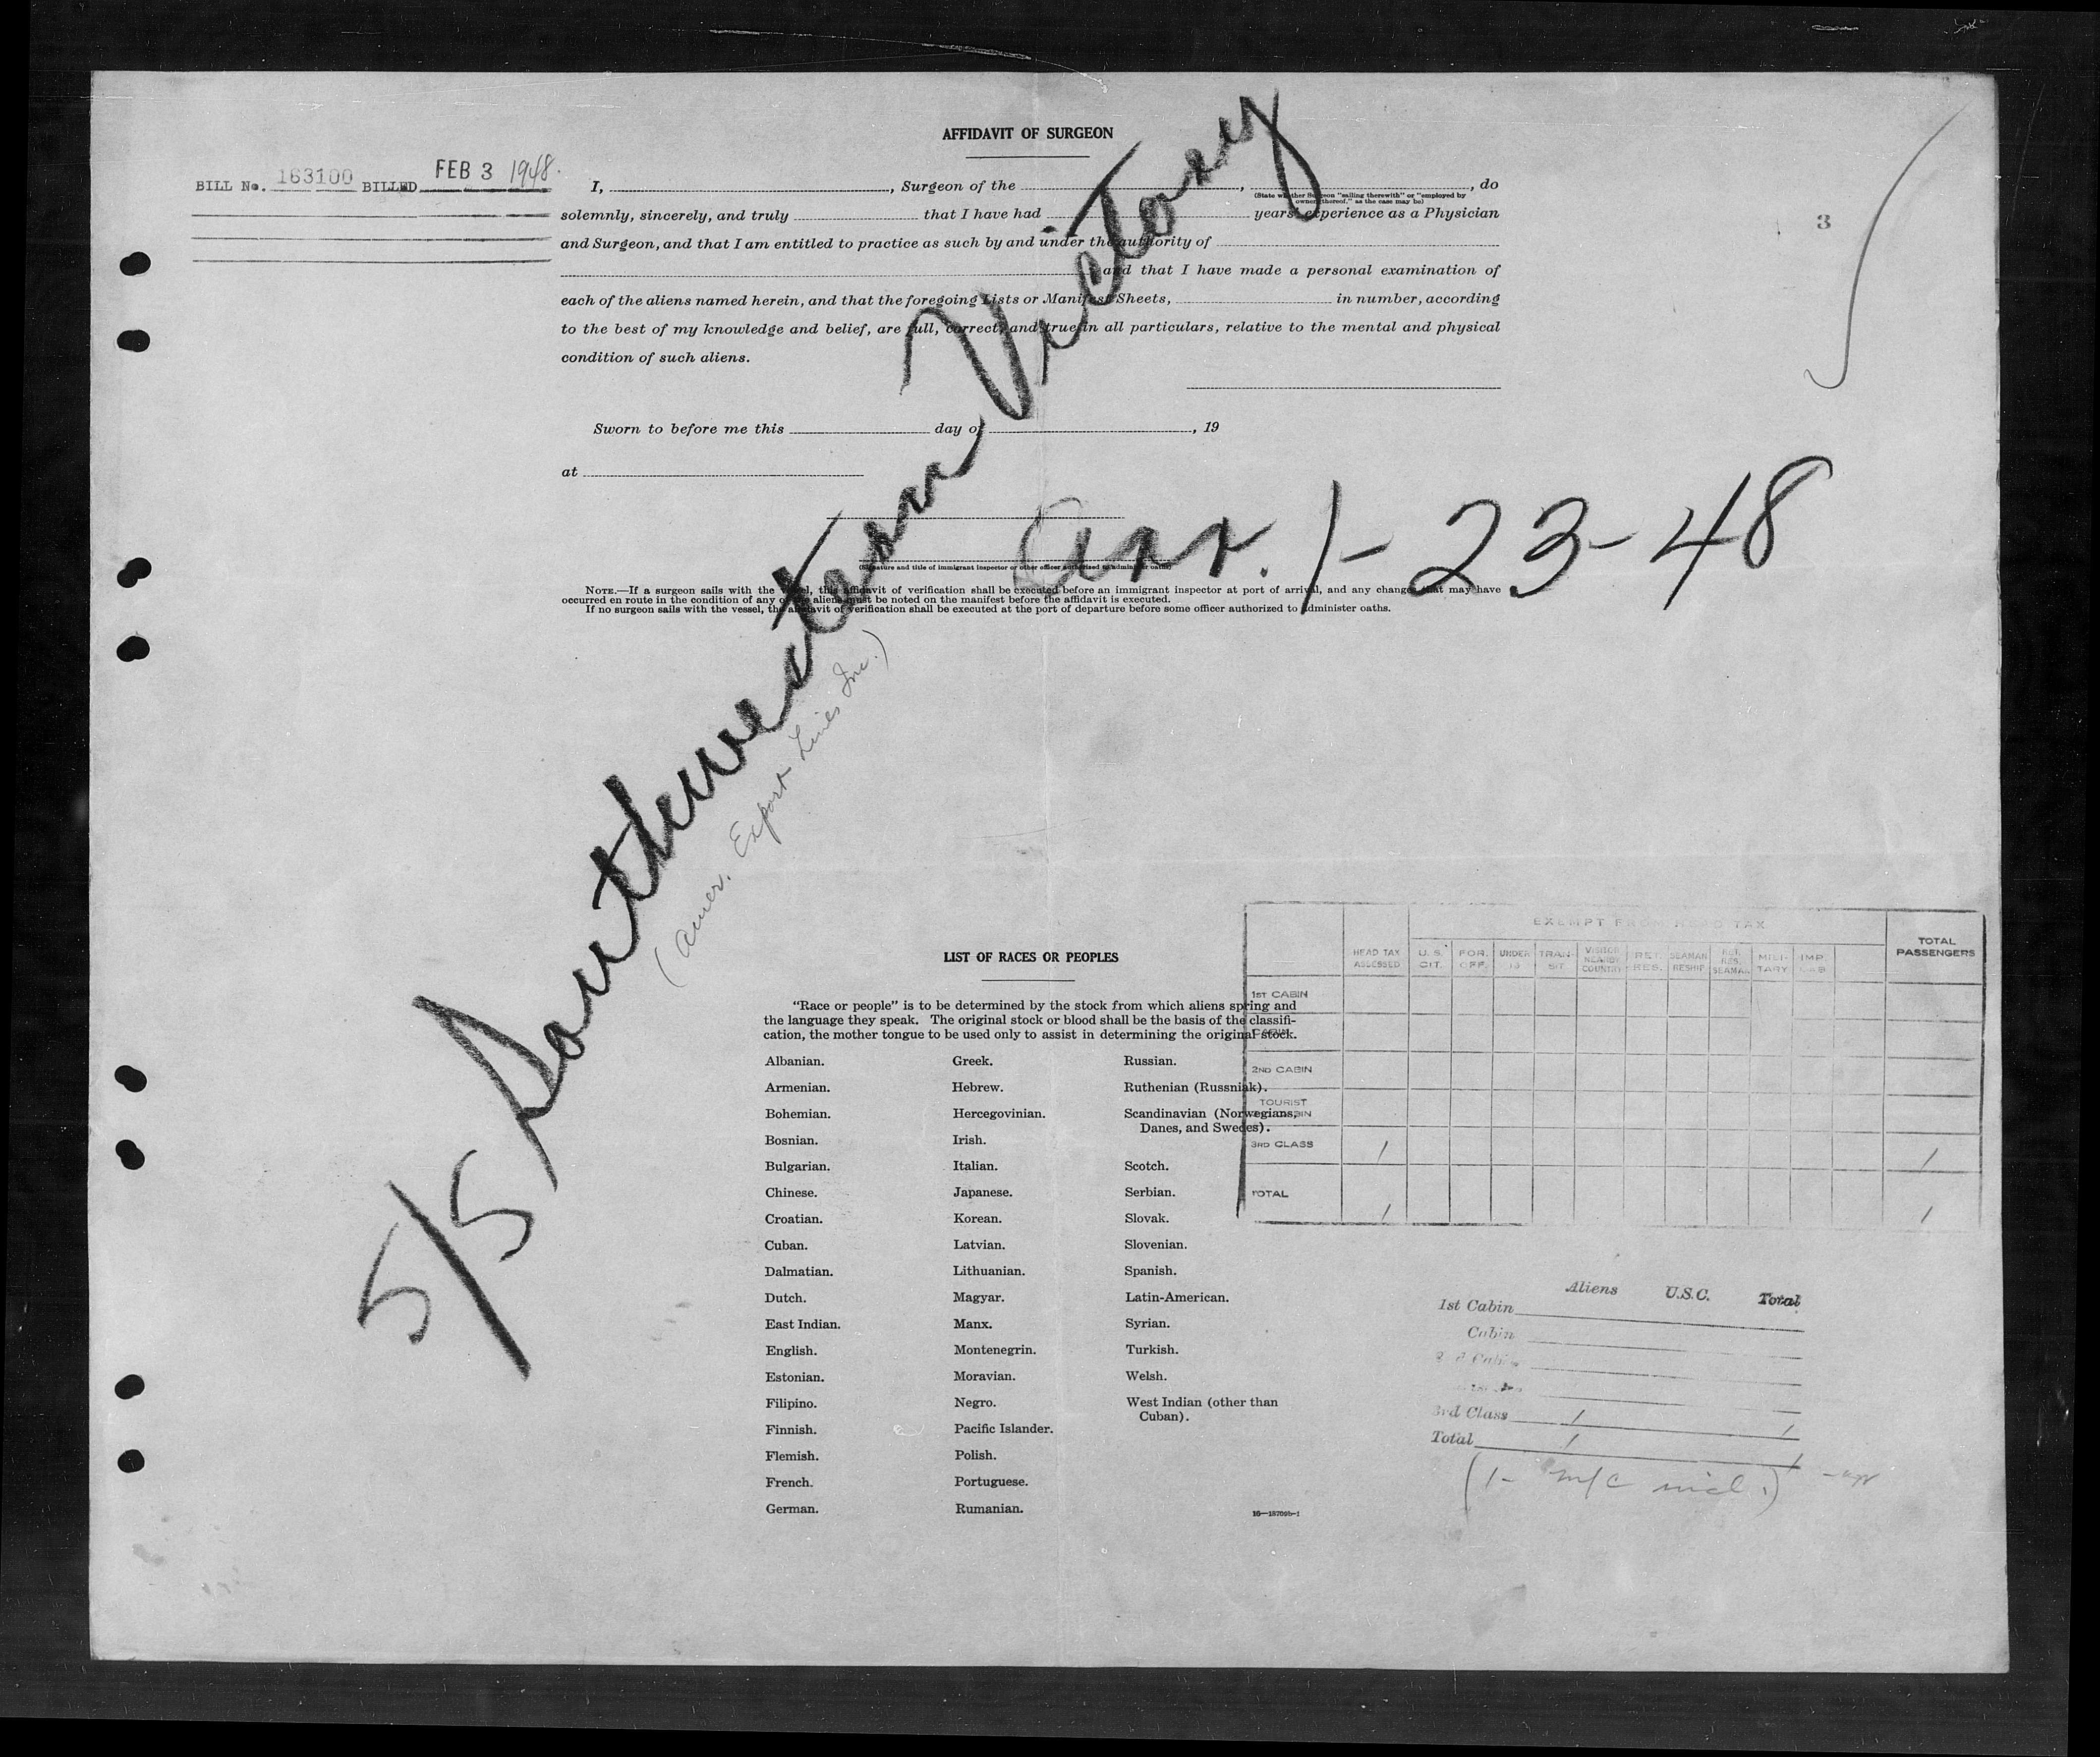 AFFIDAVIT OF SURGEON
BILL No. 163100 BILLED FEB 3 1948.
I, , Surgeon of the , , do
(State whether Surgeon "sailing therewith" or "employed by
owner thereof," as the case may be)
solemnly, sincerely, and truly that I have had years' experience as a Physician
and Surgeon, and that I am entitled to practice as such by and under the authority of
and that I have made a personal examination of
each of the aliens named herein, and that the foregoing Lists or Manifest Sheets, in number, according
to the best of my knowledge and belief, are full, correct, and true in all particulars, relative to the mental and physical
condition of such aliens.
3
Sworn to before me this day of , 19
at
(Signature and title of immigrant inspector or other officer authorized to administer oaths)
NOTE.—If a surgeon sails with the vessel, this affidavit of verification shall be executed before an immigrant inspector at port of arrival, and any changes that may have
occurred en route in the condition of any of the aliens must be noted on the manifest before the affidavit is executed.
If no surgeon sails with the vessel, the affidavit of verification shall be executed at the port of departure before some officer authorized to administer oaths.
S/S Southwestern Victory
(Amer. Export Lines Inc.)
Arr. 1-23-48
LIST OF RACES OR PEOPLES
"Race or people" is to be determined by the stock from which aliens spring and
the language they speak. The original stock or blood shall be the basis of the classifi-
cation, the mother tongue to be used only to assist in determining the original stock.
Albanian.
Armenian.
Bohemian.
Bosnian.
Bulgarian.
Chinese.
Croatian.
Cuban.
Dalmatian.
Dutch.
East Indian.
English.
Estonian.
Filipino.
Finnish.
Flemish.
French.
German.
Greek.
Hebrew.
Hercegovinian.
Irish.
Italian.
Japanese.
Korean.
Latvian.
Lithuanian.
Magyar.
Manx.
Montenegrin.
Moravian.
Negro.
Pacific Islander.
Polish.
Portuguese.
Rumanian.
Russian.
Ruthenian (Russniak).
Scandinavian (Norwegians,
Danes, and Swedes).
Scotch.
Serbian.
Slovak.
Slovenian.
Spanish.
Latin-American.
Syrian.
Turkish.
Welsh.
West Indian (other than
Cuban).
EXEMPT FROM HEAD TAX
HEAD TAX ASSESSED
U.S. CIT.
FOR. OFF.
UNDER
TRAN-SIT
VISITOR NEARBY COUNTRY
RET. RES.
SEAMAN RESHIP
RET. RES. SEAMAN
MILI-TARY
IMP. LAB
TOTAL PASSENGERS
1ST CABIN
CABIN
2ND CABIN
TOURIST CABIN
3RD CLASS 1 1
TOTAL 1 1
Aliens U.S.C. Total
1st Cabin
Cabin
2nd Cabin
3rd Class 1 1
Total 1 1
(1- m/c incl.)